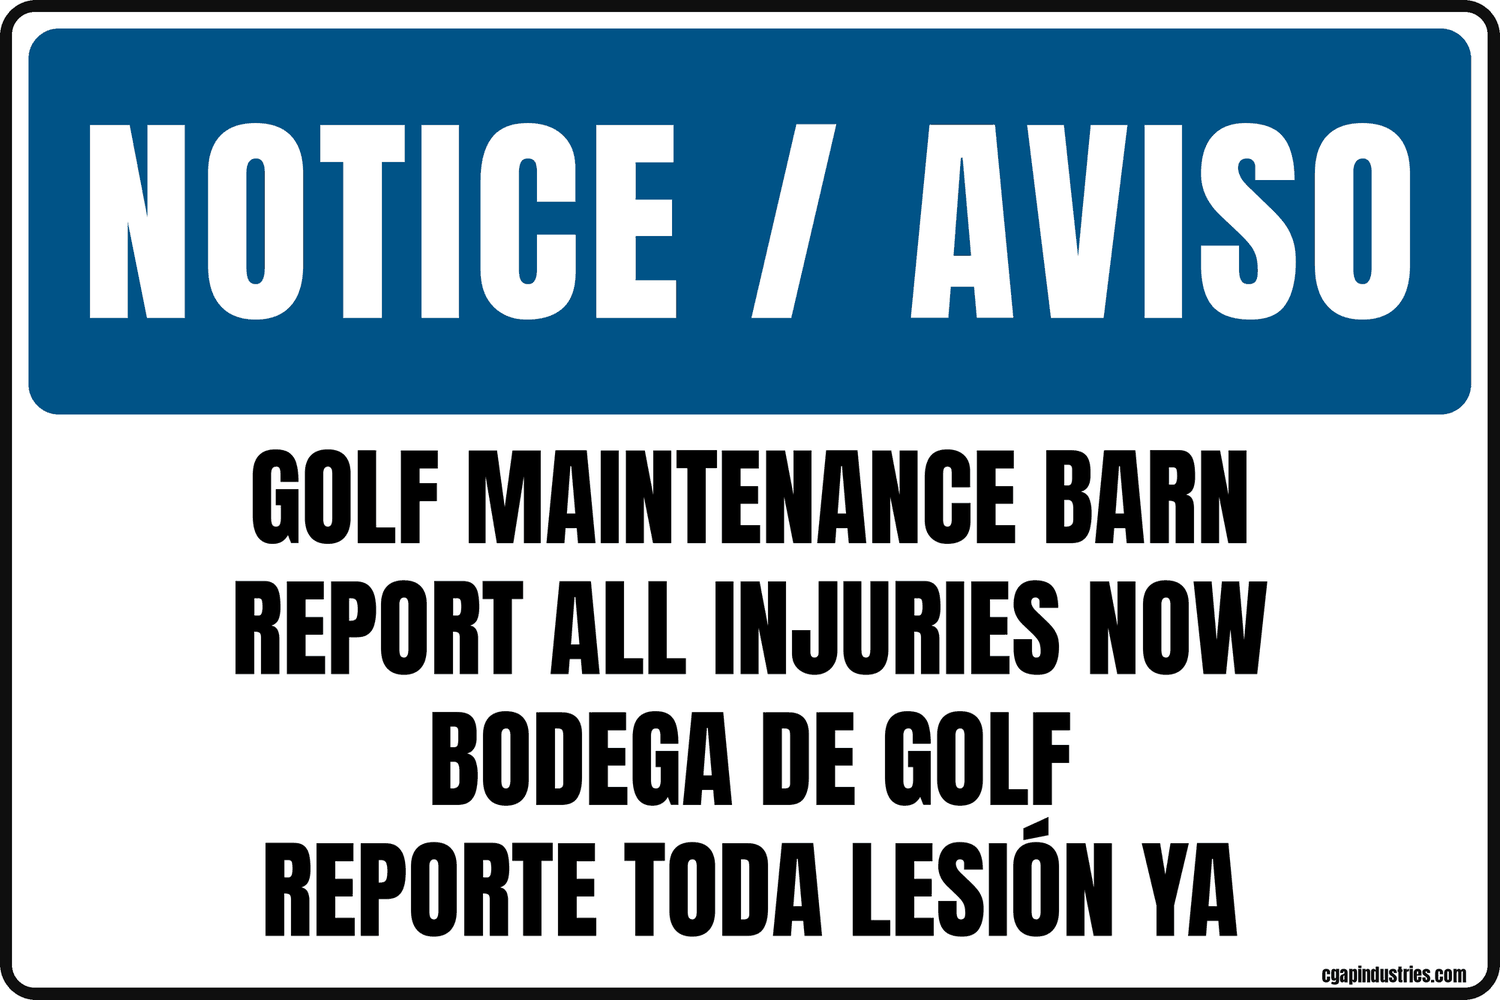 NOTICE / AVISO
GOLF MAINTENANCE BARN
REPORT ALL INJURIES NOW
BODEGA DE GOLF
REPORTE TODA LESIÓN YA
cgapindustries.com